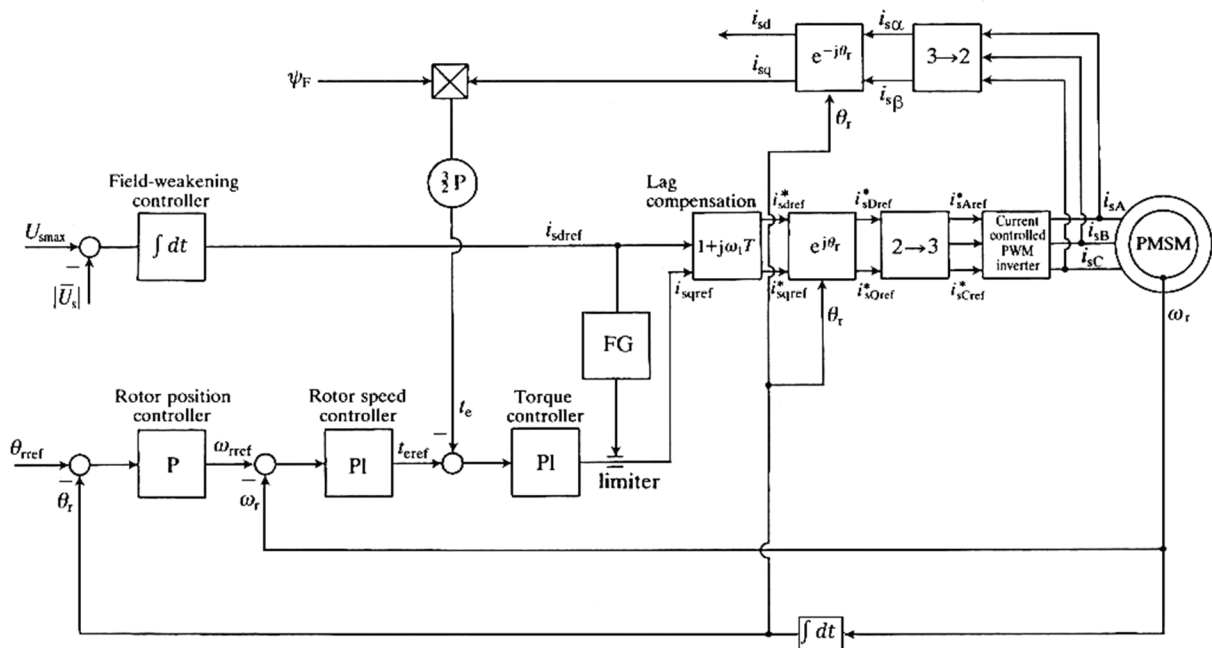 i_sd
i_sα
e^-jθ_r
3→2
i_sq
i_sβ
ψ_F
θ_r
3/2 P
Field-weakening
controller
Lag
compensation
i*_sdref
i*_sDref
i*_sAref
i_sA
U_smax
∫ dt
i_sdref
1+jω_1T
e^jθ_r
2→3
Current
controlled
PWM
inverter
i_sB
PMSM
|U̅_s|
−
i_sC
i_sqref
i*_sqref
i*_sQref
i*_sCref
θ_r
ω_r
FG
Rotor position
controller
Rotor speed
controller
Torque
controller
t_e
−
θ_rref
P
ω_rref
PI
t_eref
PI
limiter
−
θ_r
−
ω_r
∫ dt